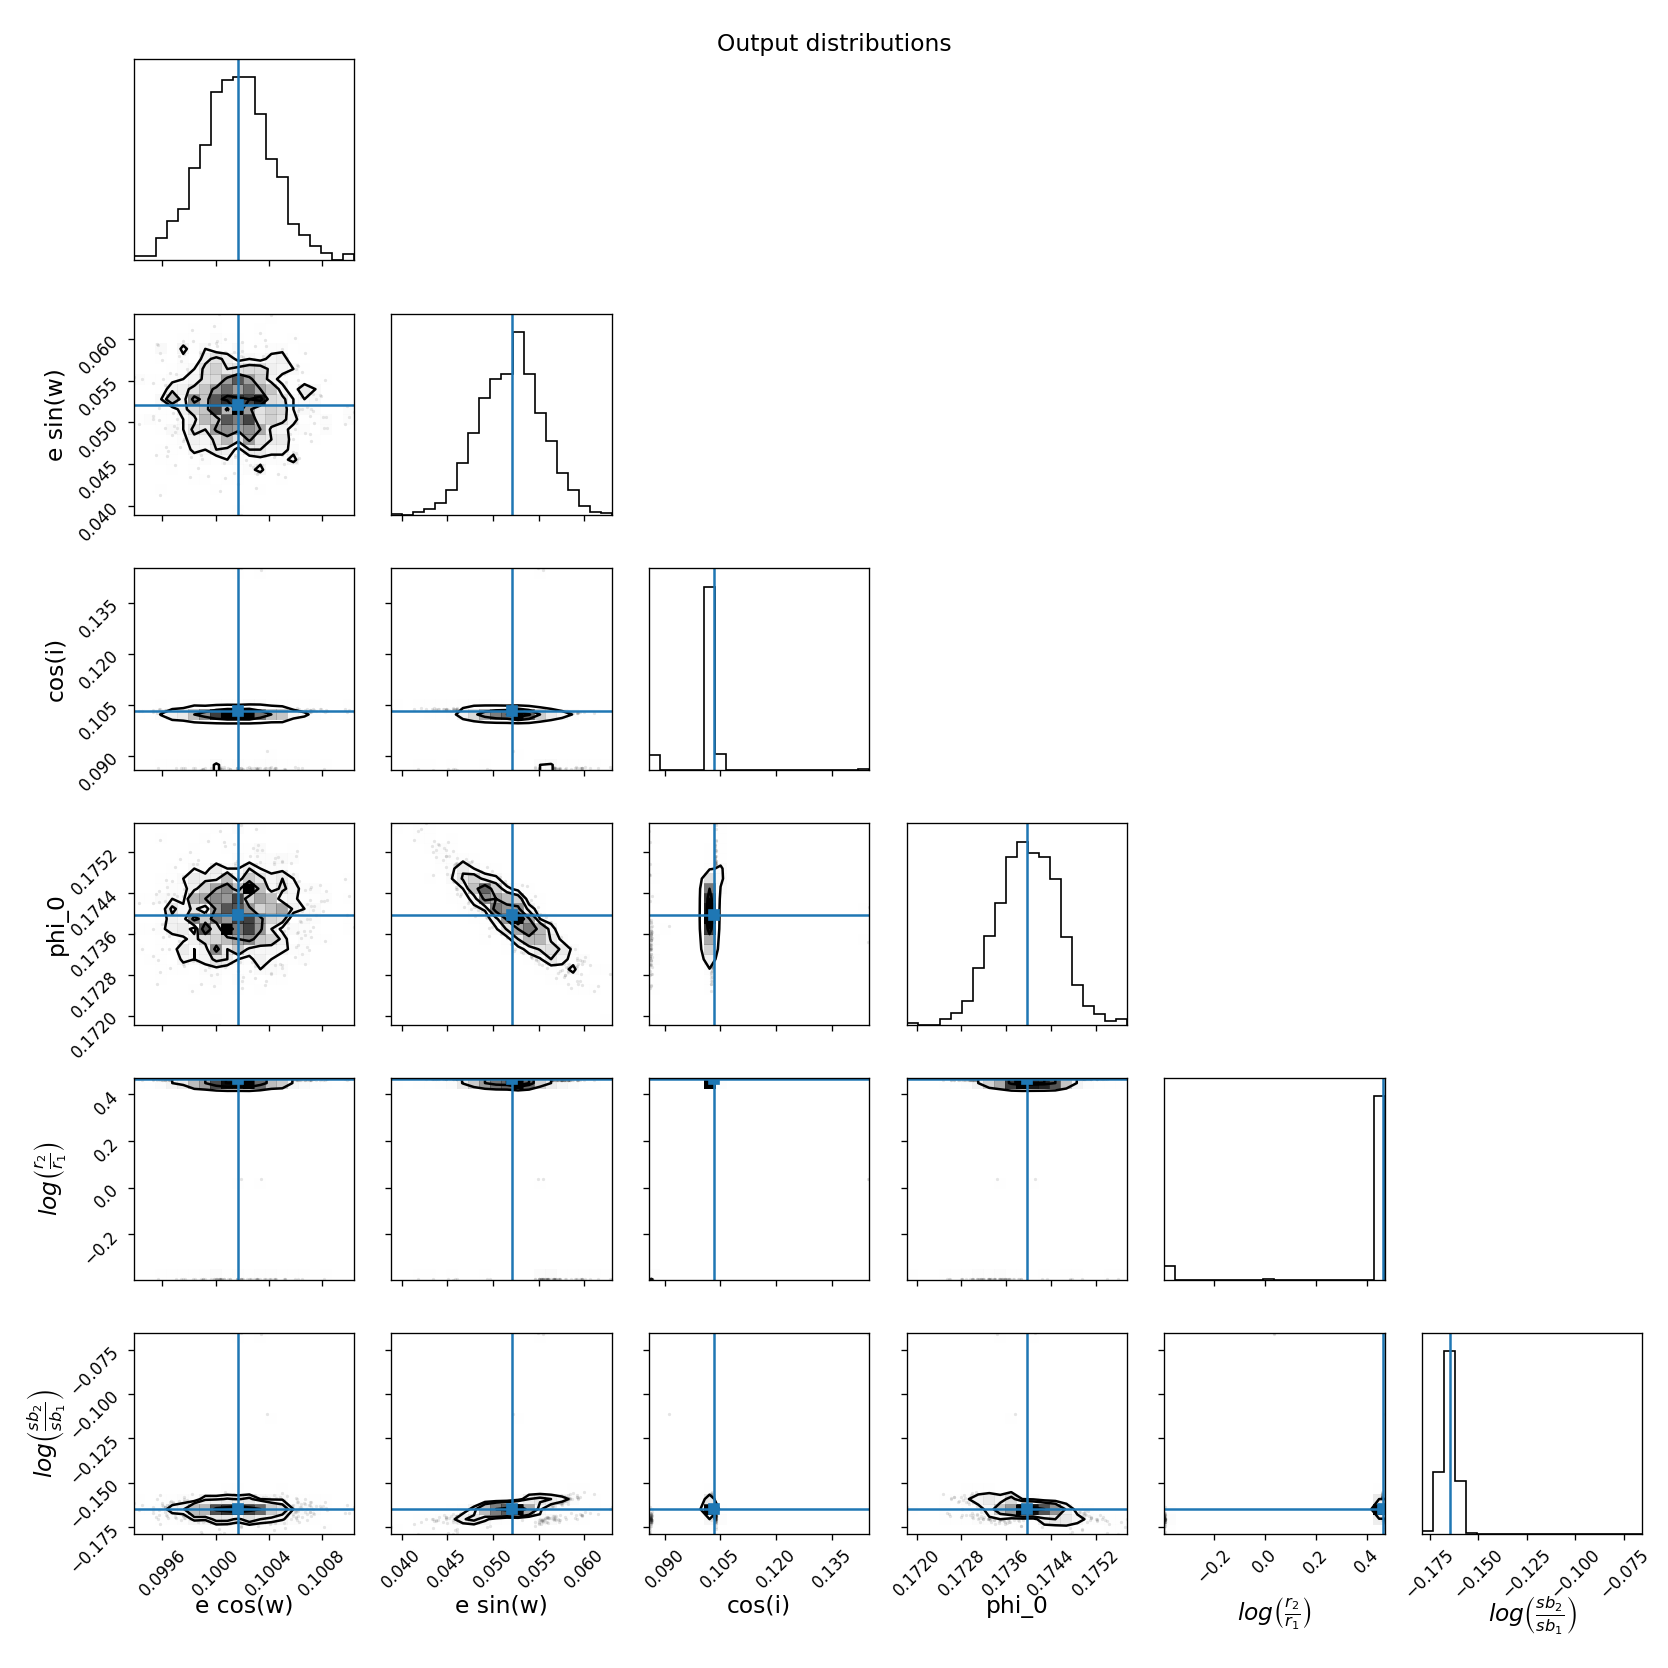 Output distributions
e sin(w)
0.060
0.055
0.050
0.045
0.040
cos(i)
0.135
0.120
0.105
0.090
phi_0
0.1752
0.1744
0.1736
0.1728
0.1720
log(r2/r1)
0.4
0.2
0.0
−0.2
log(sb2/sb1)
−0.075
−0.100
−0.125
−0.150
−0.175
0.0996 0.1000 0.1004 0.1008
0.040 0.045 0.050 0.055 0.060
0.090 0.105 0.120 0.135
0.1720 0.1728 0.1736 0.1744 0.1752
−0.2 0.0 0.2 0.4
−0.175 −0.150 −0.125 −0.100 −0.075
e cos(w) e sin(w) cos(i) phi_0 log(r2/r1) log(sb2/sb1)